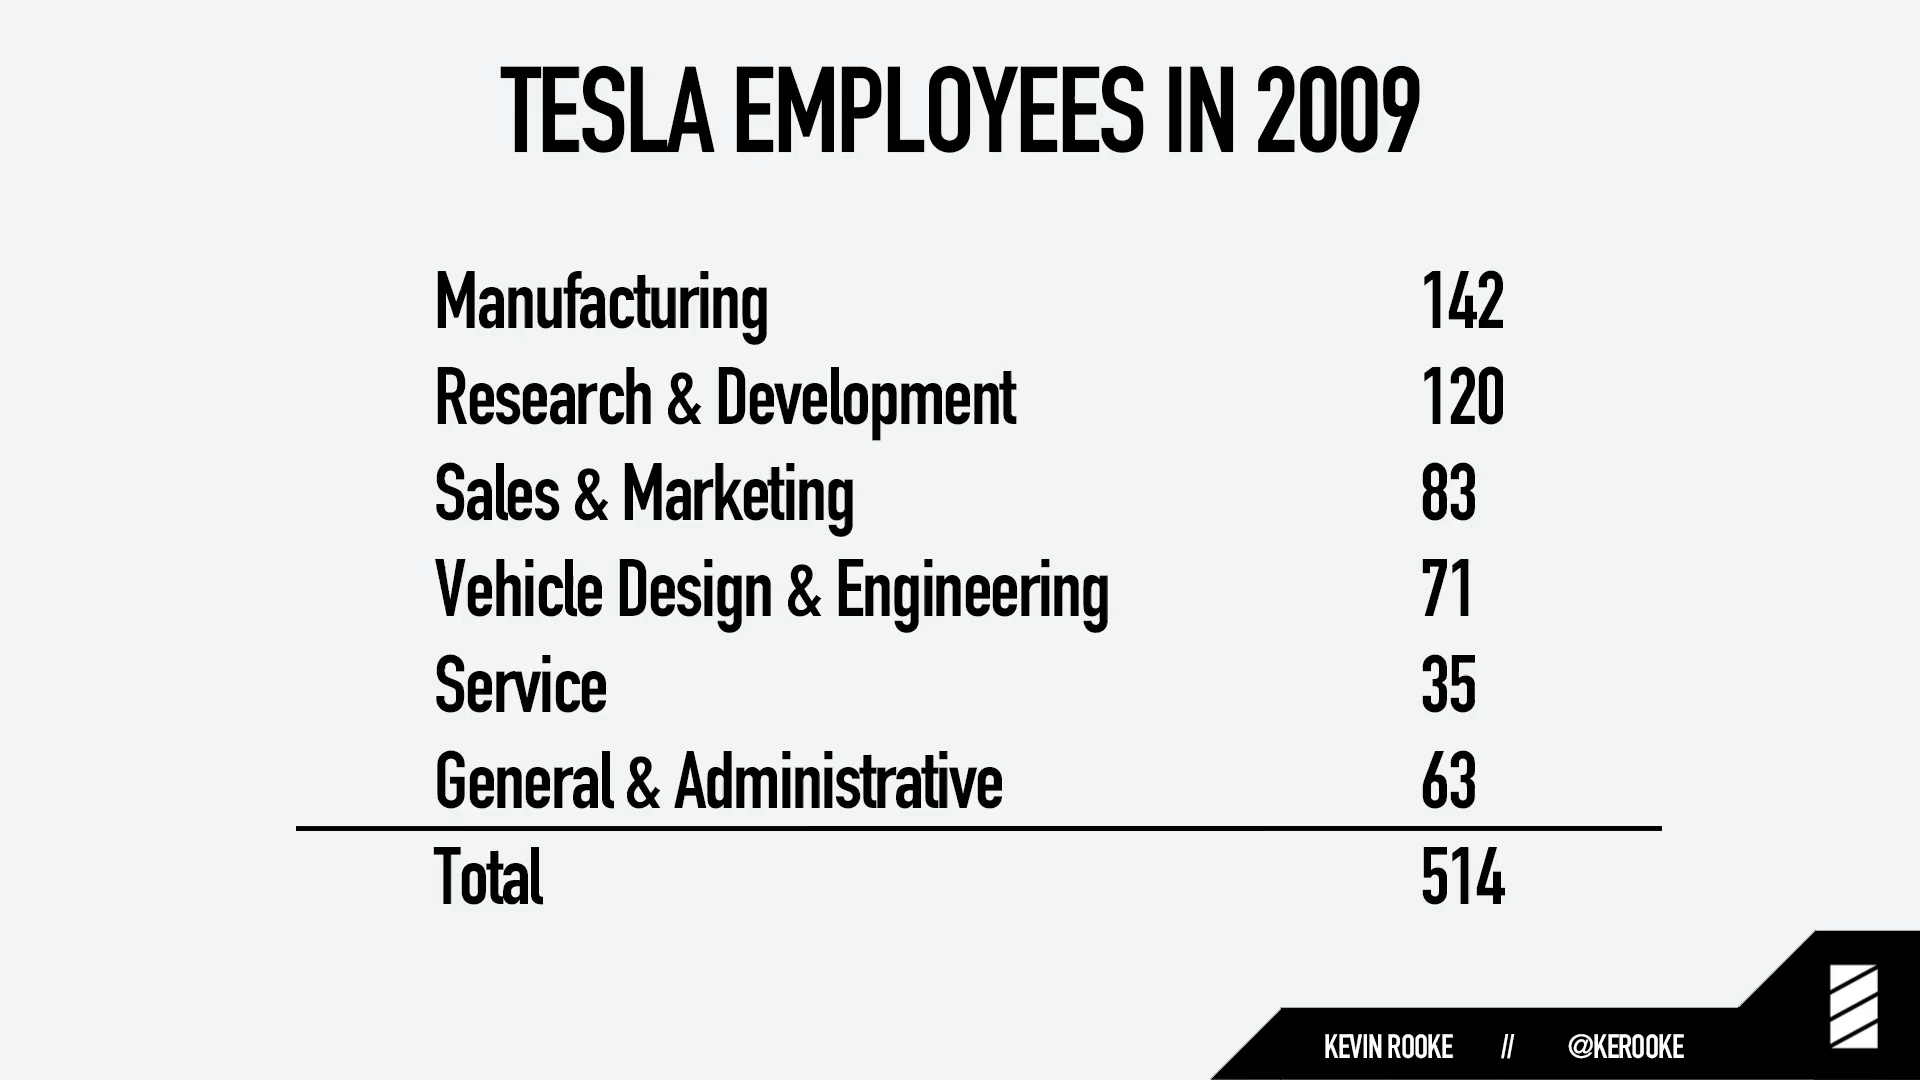 TESLA EMPLOYEES IN 2009
Manufacturing 142
Research & Development 120
Sales & Marketing 83
Vehicle Design & Engineering 71
Service 35
General & Administrative 63
Total 514
KEVIN ROOKE // @KEROOKE